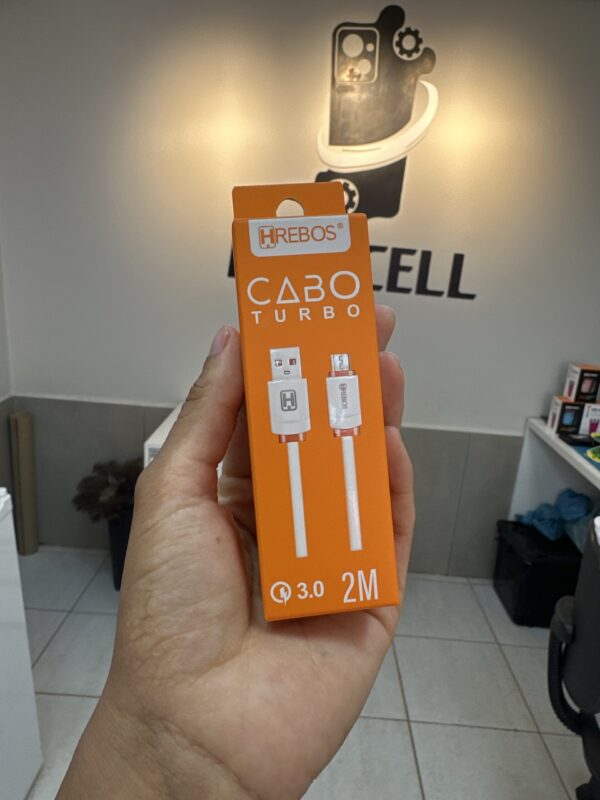 HREBOS®
CABO
TURBO
3.0
2M
CELL